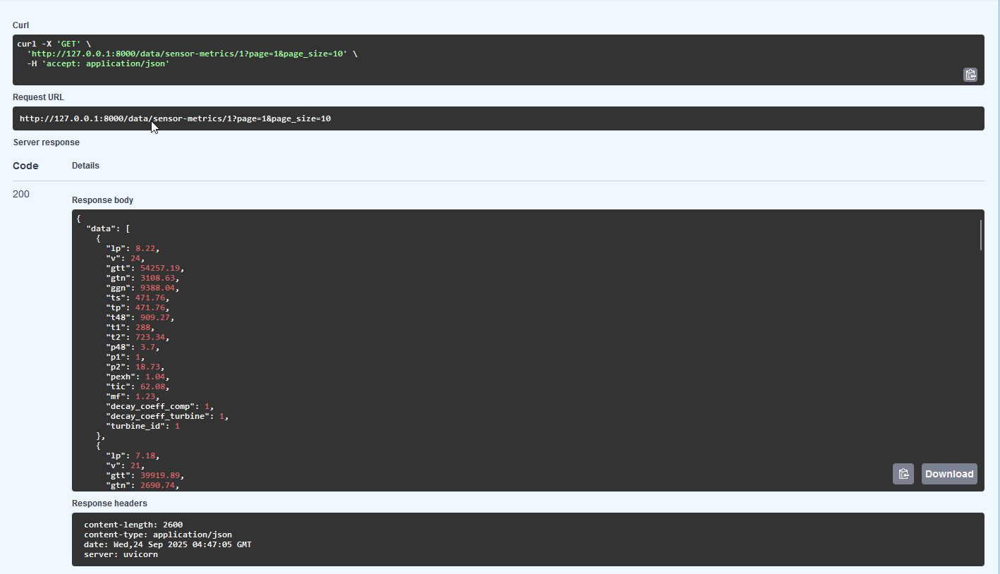 Curl
curl -X 'GET' \
  'http://127.0.0.1:8000/data/sensor-metrics/1?page=1&page_size=10' \
  -H 'accept: application/json'
Request URL
http://127.0.0.1:8000/data/sensor-metrics/1?page=1&page_size=10
Server response
Code Details
200
Response body
{
  "data": [
    {
      "lp": 8.22,
      "v": 24,
      "gtt": 54257.19,
      "gtn": 3108.63,
      "ggn": 9388.04,
      "ts": 471.76,
      "tp": 471.76,
      "t48": 909.27,
      "t1": 288,
      "t2": 723.34,
      "p48": 3.7,
      "p1": 1,
      "p2": 18.73,
      "pexh": 1.04,
      "tic": 62.08,
      "mf": 1.23,
      "decay_coeff_comp": 1,
      "decay_coeff_turbine": 1,
      "turbine_id": 1
    },
    {
      "lp": 7.18,
      "v": 21,
      "gtt": 39919.89,
      "gtn": 2690.74,
Download
Response headers
content-length: 2600
content-type: application/json
date: Wed,24 Sep 2025 04:47:05 GMT
server: uvicorn